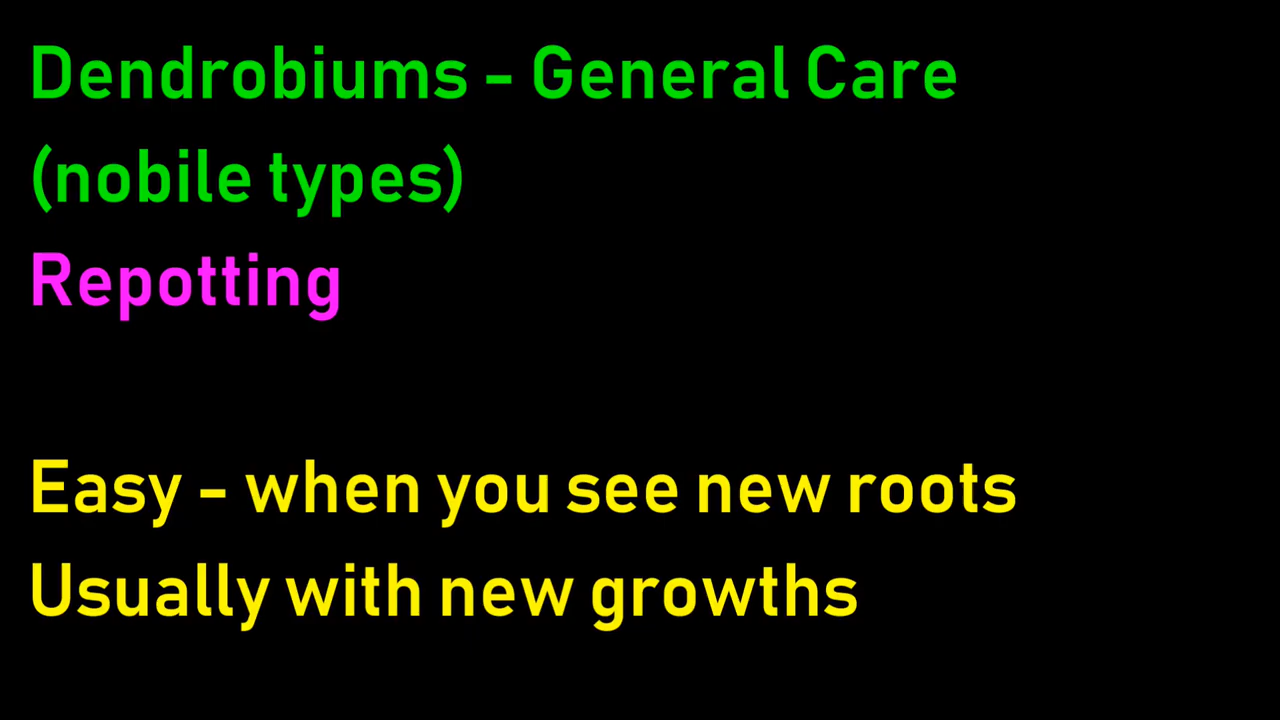 Dendrobiums - General Care
(nobile types)
Repotting
Easy - when you see new roots
Usually with new growths